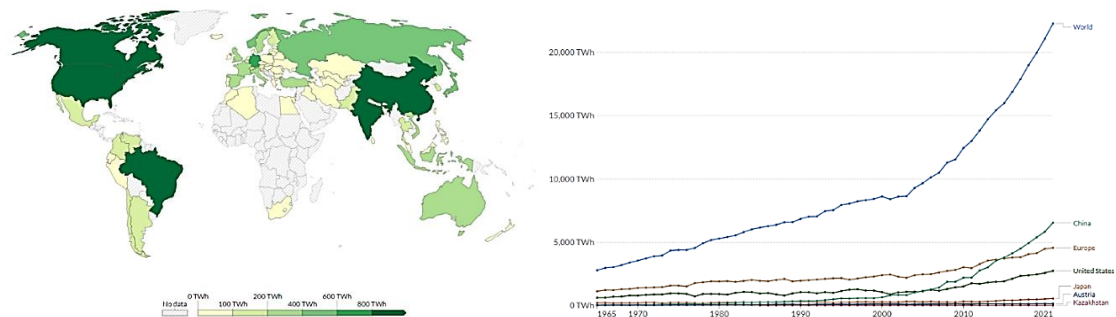 0 TWh 200 TWh 400 TWh 600 TWh
No data 100 TWh 800 TWh
20,000 TWh
15,000 TWh
10,000 TWh
5,000 TWh
0 TWh
1965 1970 1980 1990 2000 2010 2021
World
China
Europe
United States
Japan
Austria
Kazakhstan